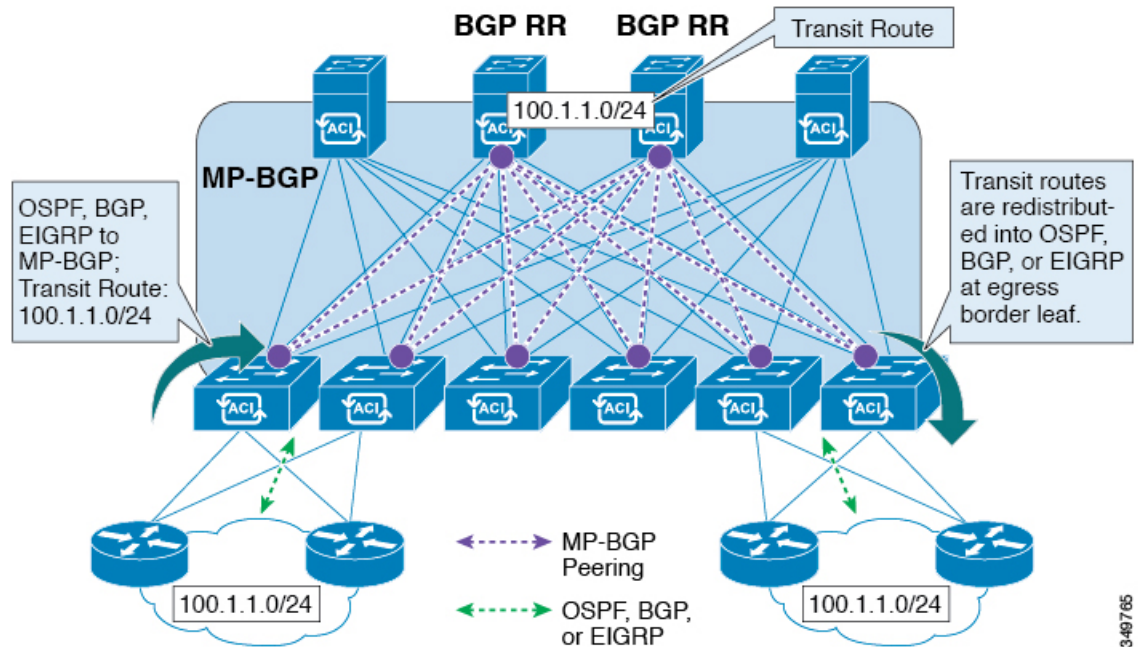 BGP RR
BGP RR
Transit Route
100.1.1.0/24
ACI
ACI
ACI
ACI
MP-BGP
OSPF, BGP,
EIGRP to
MP-BGP;
Transit Route:
100.1.1.0/24
Transit routes
are redistribut-
ed into OSPF,
BGP, or EIGRP
at egress
border leaf.
ACI
ACI
ACI
ACI
ACI
ACI
100.1.1.0/24
MP-BGP
Peering
OSPF, BGP,
or EIGRP
100.1.1.0/24
349765